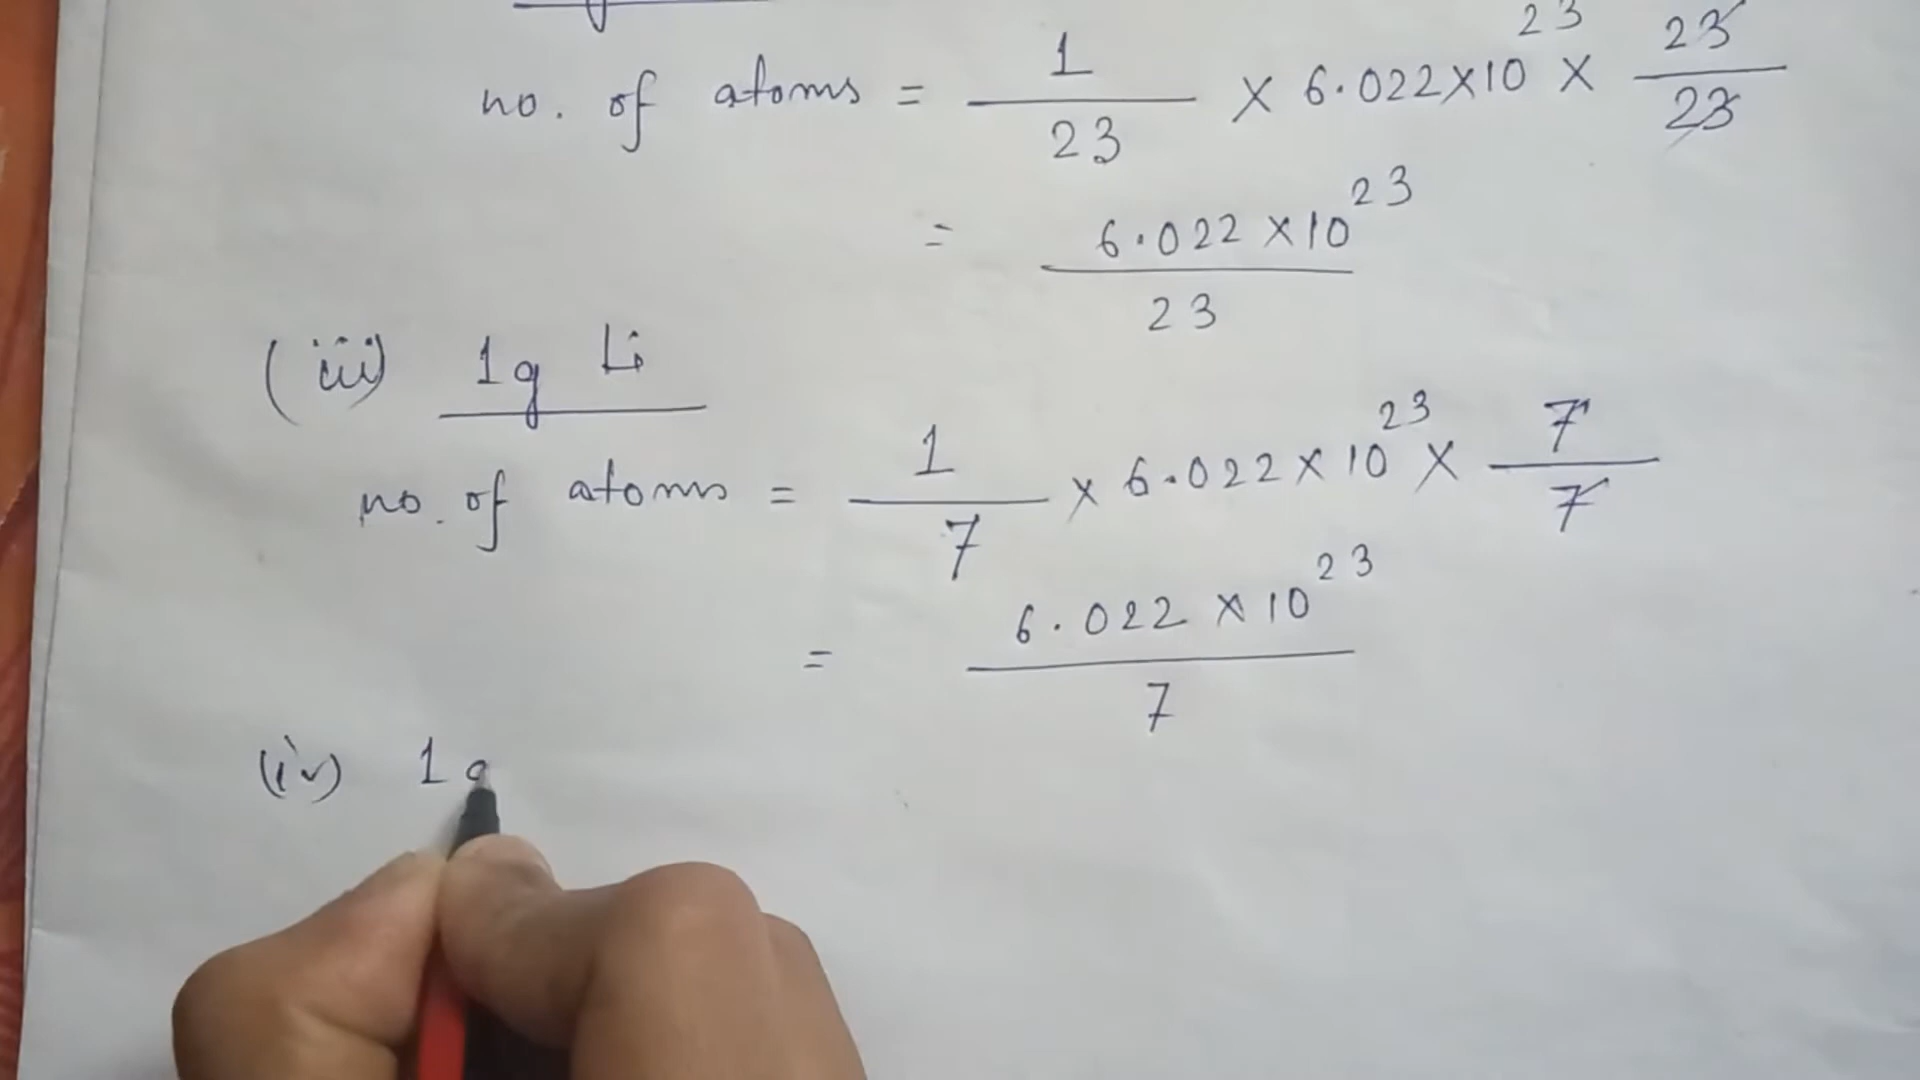 no. of atoms = 1/23 × 6.022×10^23 × 23/23
= 6.022×10^23/23
(iii) 1g Li
no. of atoms = 1/7 × 6.022×10^23 × 7/7
= 6.022×10^23/7
(iv) 1g